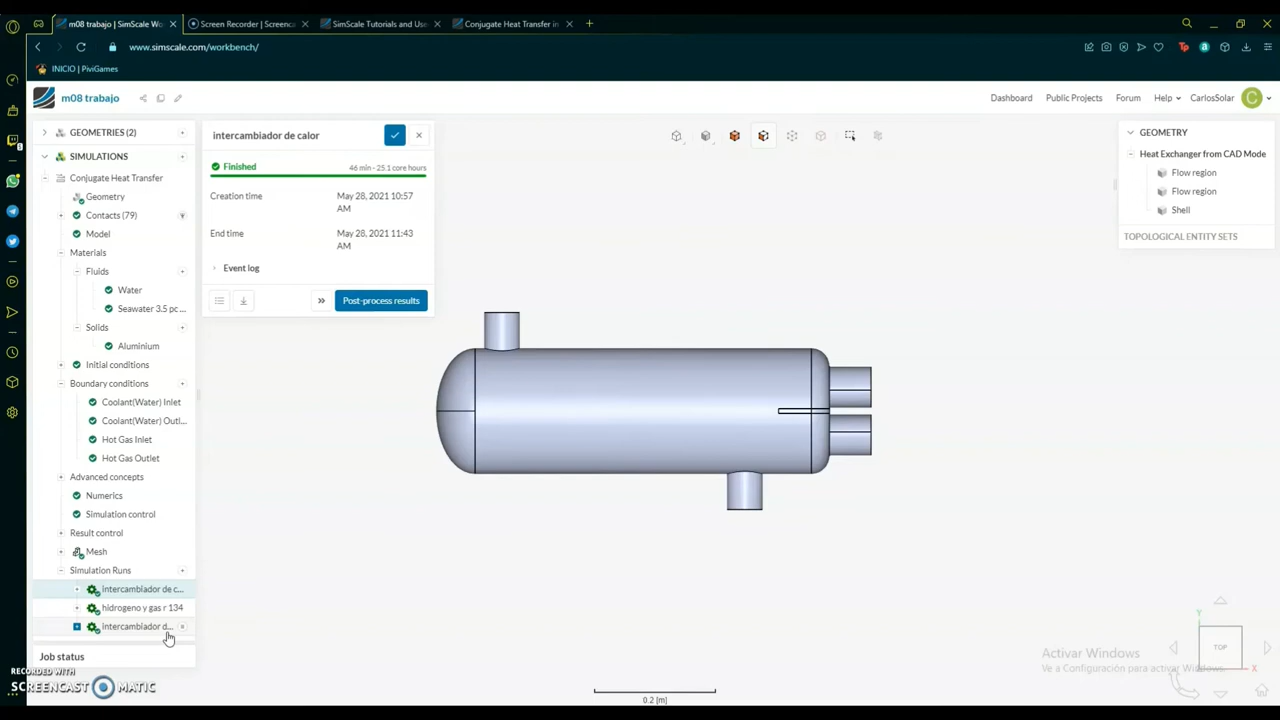 m08 trabajo | SimScale Wo
Screen Recorder | Screenca
SimScale Tutorials and Use
Conjugate Heat Transfer in
www.simscale.com/workbench/
INICIO | PiviGames
m08 trabajo
Dashboard
Public Projects
Forum
Help
CarlosSolar
C
GEOMETRIES (2)
SIMULATIONS
Conjugate Heat Transfer
Geometry
Contacts (79)
Model
Materials
Fluids
Water
Seawater 3.5 pc ...
Solids
Aluminium
Initial conditions
Boundary conditions
Coolant(Water) Inlet
Coolant(Water) Outl...
Hot Gas Inlet
Hot Gas Outlet
Advanced concepts
Numerics
Simulation control
Result control
Mesh
Simulation Runs
intercambiador de c...
hidrogeno y gas r 134
intercambiador d...
Job status
RECORDED WITH
SCREENCAST MATIC
intercambiador de calor
Finished
46 min - 25.1 core hours
Creation time
May 28, 2021 10:57
AM
End time
May 28, 2021 11:43
AM
Event log
Post-process results
GEOMETRY
Heat Exchanger from CAD Mode
Flow region
Flow region
Shell
TOPOLOGICAL ENTITY SETS
0.2 [m]
Activar Windows
Ve a Configuración para activar Windows.
Y
TOP
X